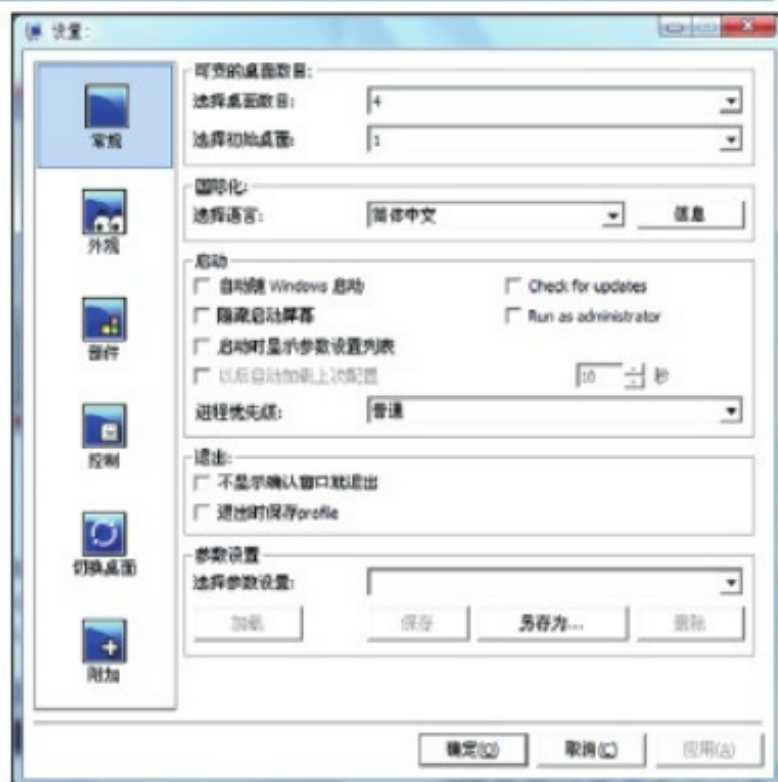 设置:
常规
外观
部件
控制
切换桌面
附加
可变的桌面数目:
选择桌面数目: 4
选择初始桌面: 1
国际化:
选择语言: 简体中文 信息
启动
自动随 Windows 启动 Check for updates
隐藏启动屏幕 Run as administrator
启动时显示参数设置列表
以后自动加载上次配置 10 秒
进程优先级: 普通
退出:
不显示确认窗口就退出
退出时保存profile
参数设置
选择参数设置:
加载 保存 另存为... 删除
确定(O) 取消(C) 应用(A)